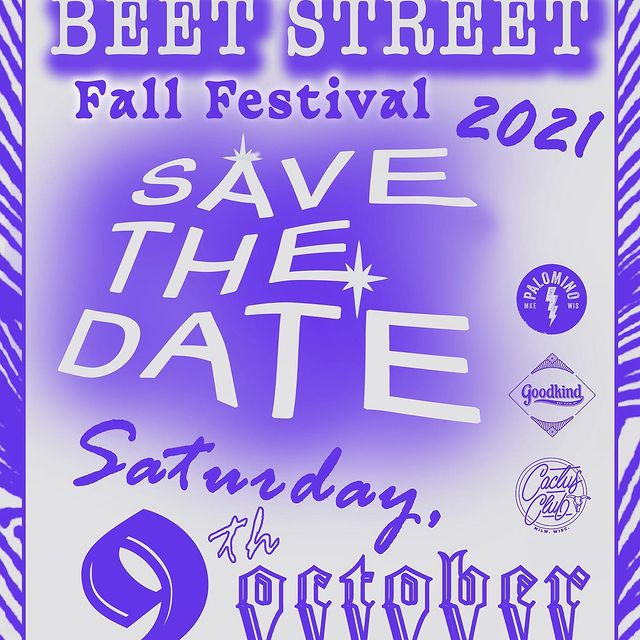 BEET STREET
Fall Festival 2021
SAVE
THE
DATE
PALOMINO
MKE WIS
Goodkind
Cactus
Club
MILW. WISC.
Saturday,
9th october